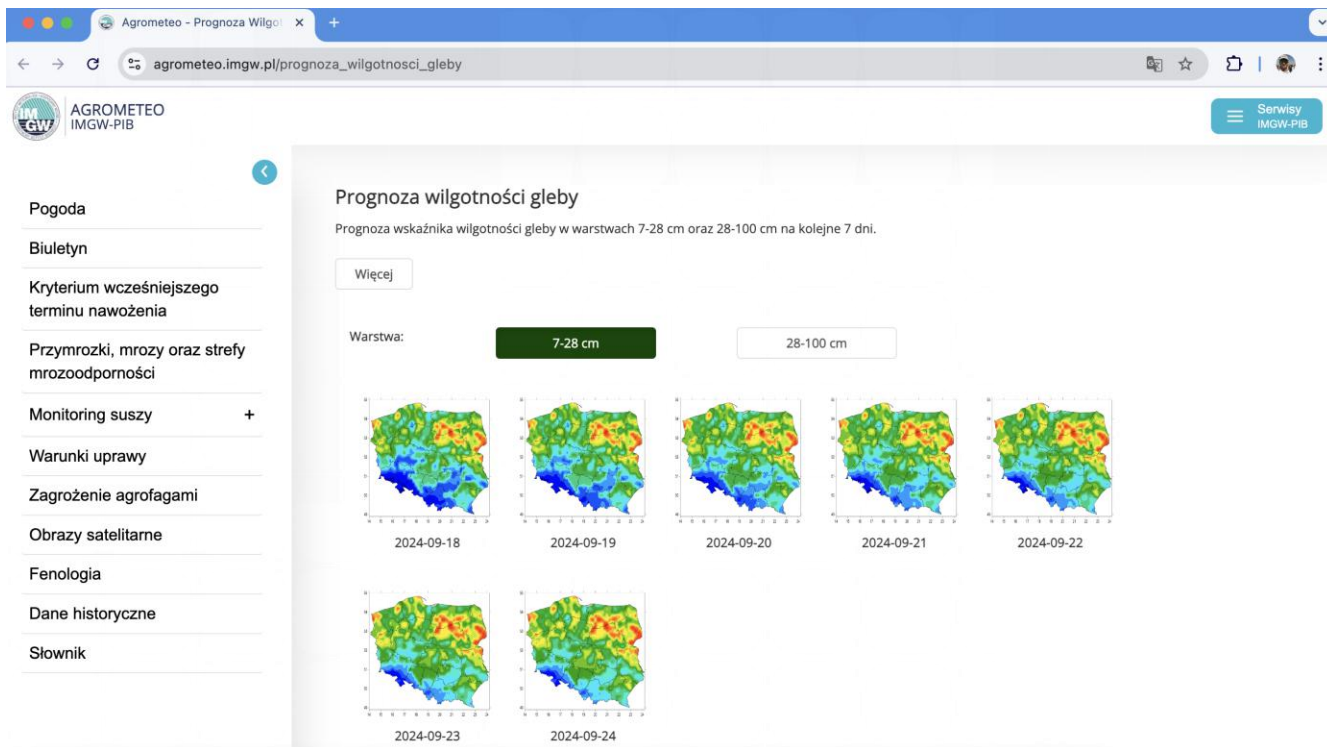 Agrometeo - Prognoza Wilgo
agrometeo.imgw.pl/prognoza_wilgotnosci_gleby
IMGW
AGROMETEO
IMGW-PIB
Serwisy
IMGW-PIB
Pogoda
Biuletyn
Kryterium wcześniejszego
terminu nawożenia
Przymrozki, mrozy oraz strefy
mrozoodporności
Monitoring suszy +
Warunki uprawy
Zagrożenie agrofagami
Obrazy satelitarne
Fenologia
Dane historyczne
Słownik
Prognoza wilgotności gleby
Prognoza wskaźnika wilgotności gleby w warstwach 7-28 cm oraz 28-100 cm na kolejne 7 dni.
Więcej
Warstwa: 7-28 cm 28-100 cm
2024-09-18 2024-09-19 2024-09-20 2024-09-21 2024-09-22
2024-09-23 2024-09-24